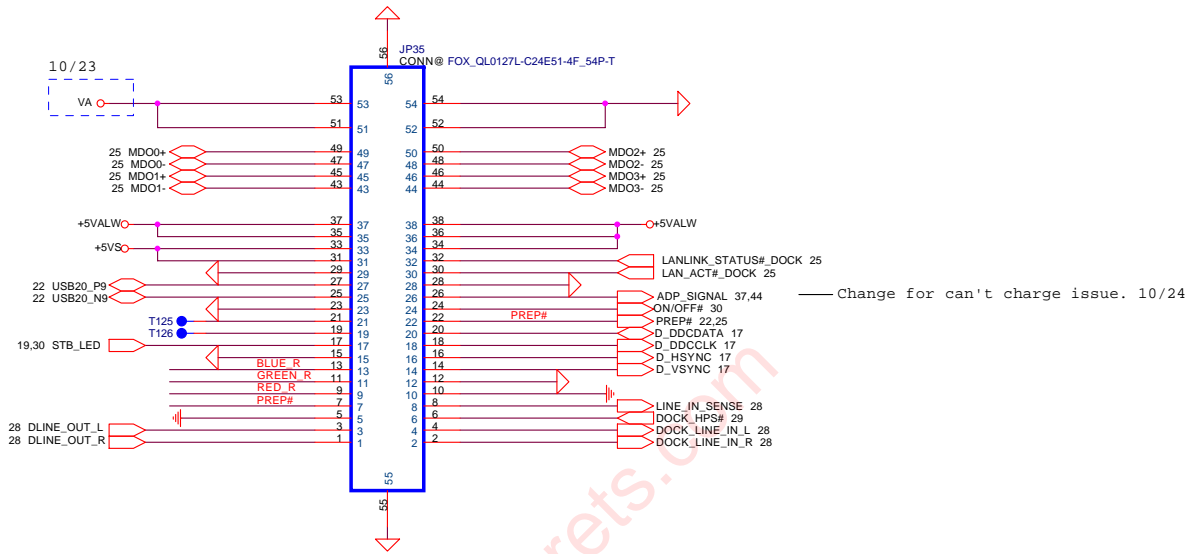 56
JP35
CONN@ FOX_QL0127L-C24E51-4F_54P-T
10/23
56
VA
53 53 54 54
51 51 52 52
25 MDO0+ 49 49 50 50 MDO2+ 25
25 MDO0- 47 47 48 48 MDO2- 25
25 MDO1+ 45 45 46 46 MDO3+ 25
25 MDO1- 43 43 44 44 MDO3- 25
+5VALW 37 37 38 38 +5VALW
35 35 36 36
+5VS 33 33 34 34
31 31 32 32 LANLINK_STATUS#_DOCK 25
29 29 30 30 LAN_ACT#_DOCK 25
22 USB20_P9 27 27 28 28
22 USB20_N9 25 25 26 26 ADP_SIGNAL 37,44 Change for can't charge issue. 10/24
23 23 24 24 ON/OFF# 30
T125 21 21 22 22 PREP# PREP# 22,25
T126 19 19 20 20 D_DDCDATA 17
19,30 STB_LED 17 17 18 18 D_DDCCLK 17
15 15 16 16 D_HSYNC 17
BLUE_R 13 13 14 14 D_VSYNC 17
GREEN_R 11 11 12 12
RED_R 9 9 10 10
PREP# 7 7 8 8 LINE_IN_SENSE 28
5 5 6 6 DOCK_HPS# 29
28 DLINE_OUT_L 3 3 4 4 DOCK_LINE_IN_L 28
28 DLINE_OUT_R 1 1 2 2 DOCK_LINE_IN_R 28
55
55
rets.com